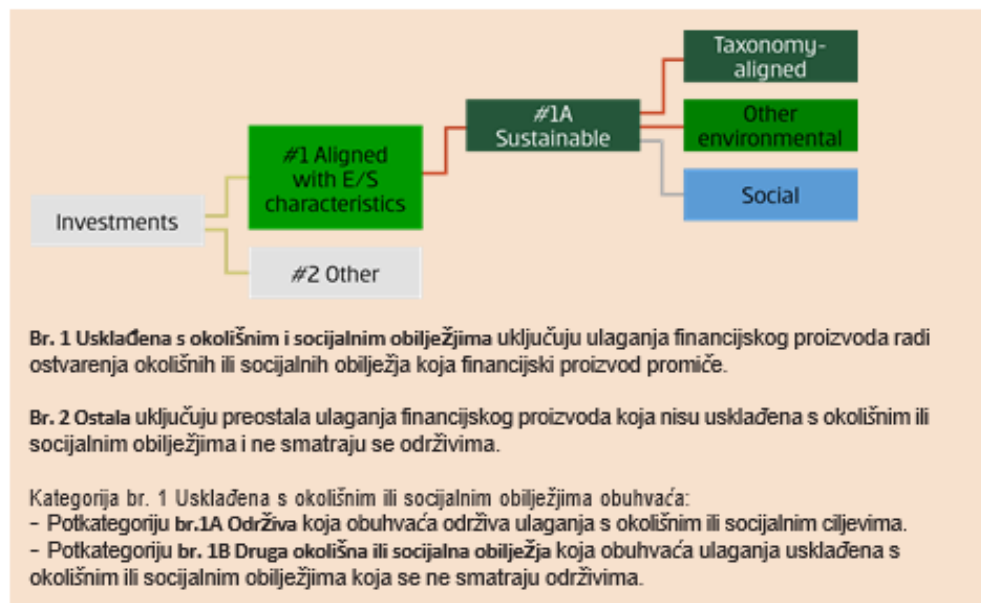 Taxonomy-
aligned
#1A
Sustainable
Other
environmental
#1 Aligned
with E/S
characteristics
Social
Investments
#2 Other
Br. 1 Usklađena s okolišnim i socijalnim obilježjima uključuju ulaganja financijskog proizvoda radi
ostvarenja okolišnih ili socijalnih obilježja koja financijski proizvod promiče.
Br. 2 Ostala uključuju preostala ulaganja financijskog proizvoda koja nisu usklađena s okolišnim ili
socijalnim obilježjima i ne smatraju se održivima.
Kategorija br. 1 Usklađena s okolišnim ili socijalnim obilježjima obuhvaća:
- Potkategoriju br.1A Održiva koja obuhvaća održiva ulaganja s okolišnim ili socijalnim ciljevima.
- Potkategoriju br. 1B Druga okolišna ili socijalna obilježja koja obuhvaća ulaganja usklađena s
okolišnim ili socijalnim obilježjima koja se ne smatraju održivima.